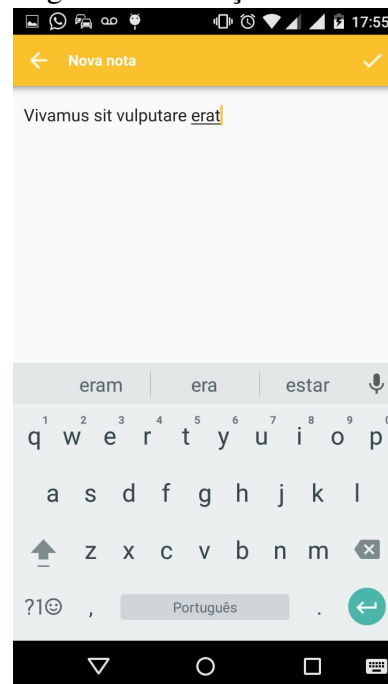 17:55
Nova nota
Vivamus sit vulputare erat
eram era estar
1 2 3 4 5 6 7 8 9 0
q w e r t y u i o p
a s d f g h j k l
z x c v b n m
?1☺ , Português .